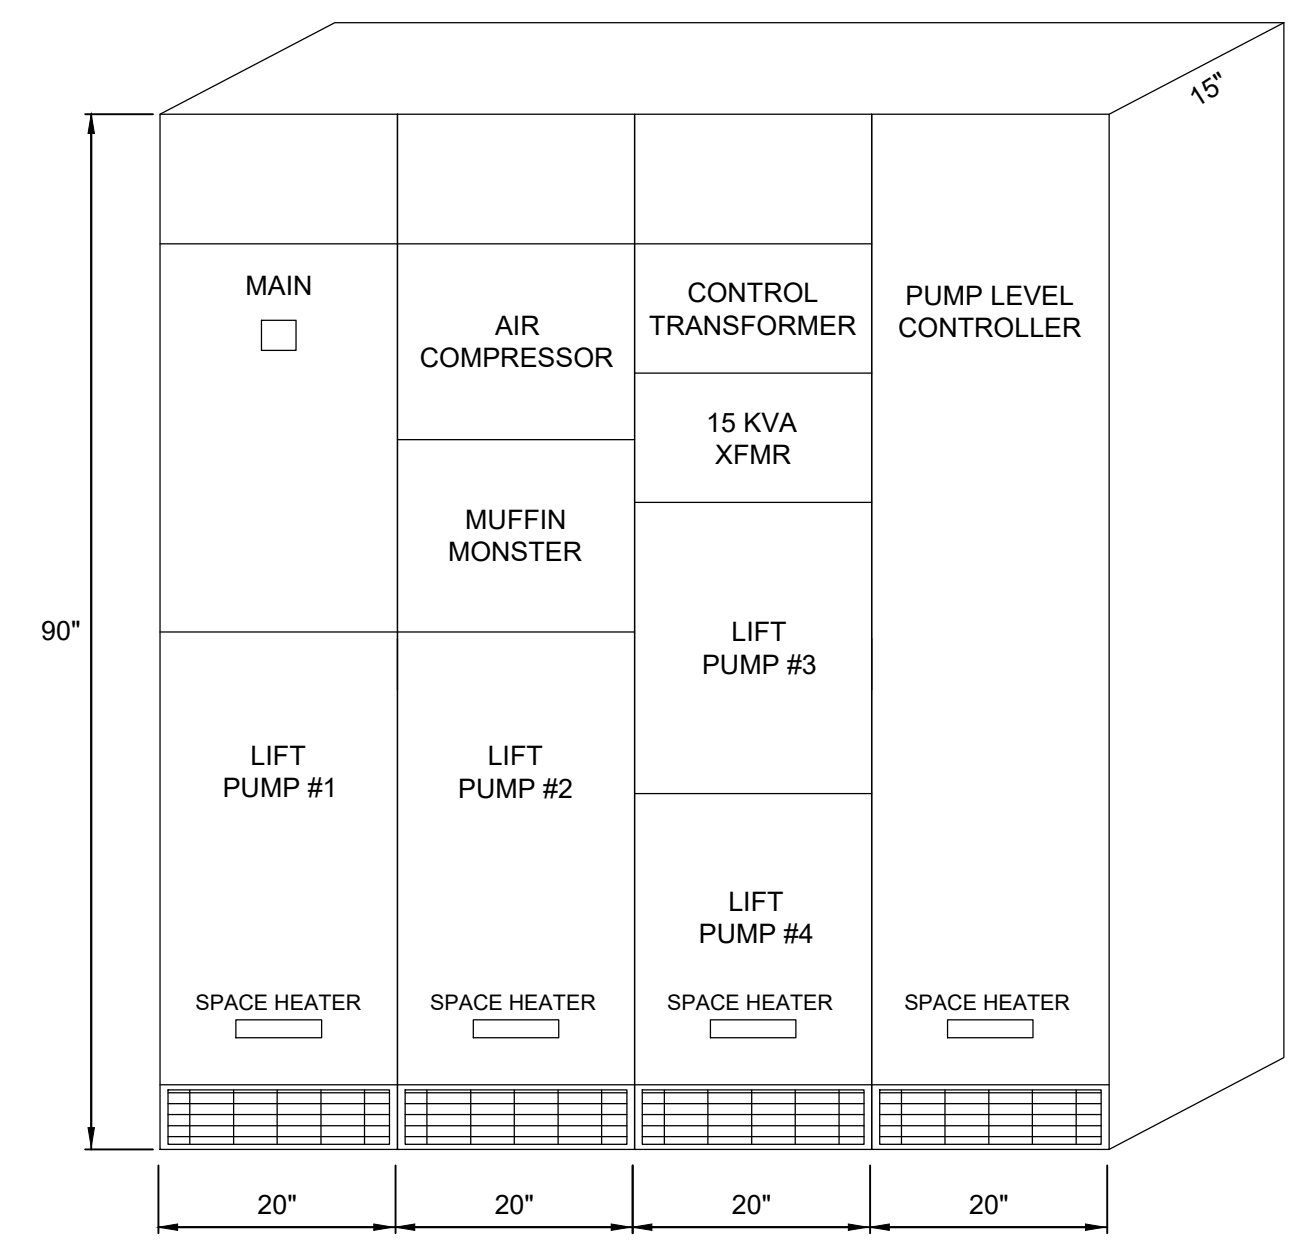 15"
90"
MAIN
LIFT
PUMP #1
SPACE HEATER
AIR
COMPRESSOR
MUFFIN
MONSTER
LIFT
PUMP #2
SPACE HEATER
CONTROL
TRANSFORMER
15 KVA
XFMR
LIFT
PUMP #3
LIFT
PUMP #4
SPACE HEATER
PUMP LEVEL
CONTROLLER
SPACE HEATER
20"
20"
20"
20"